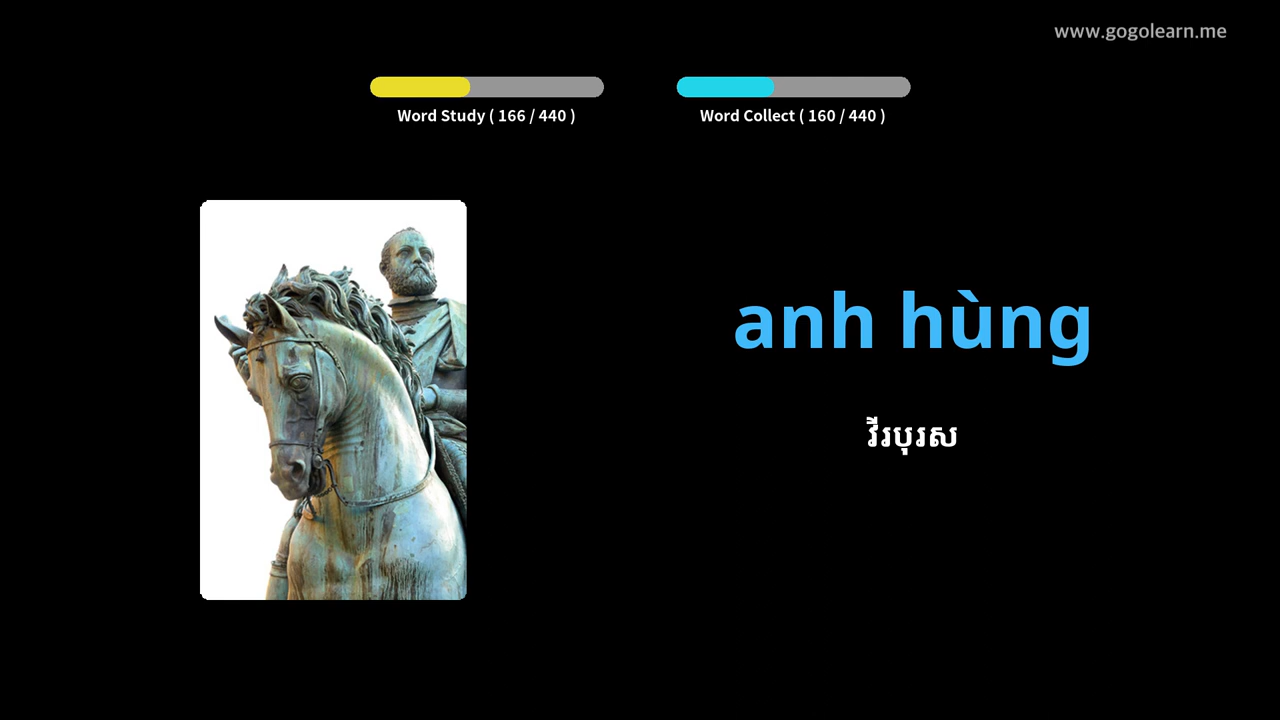 www.gogolearn.me
Word Study ( 166 / 440 )
Word Collect ( 160 / 440 )
anh hùng
វីរបុរស